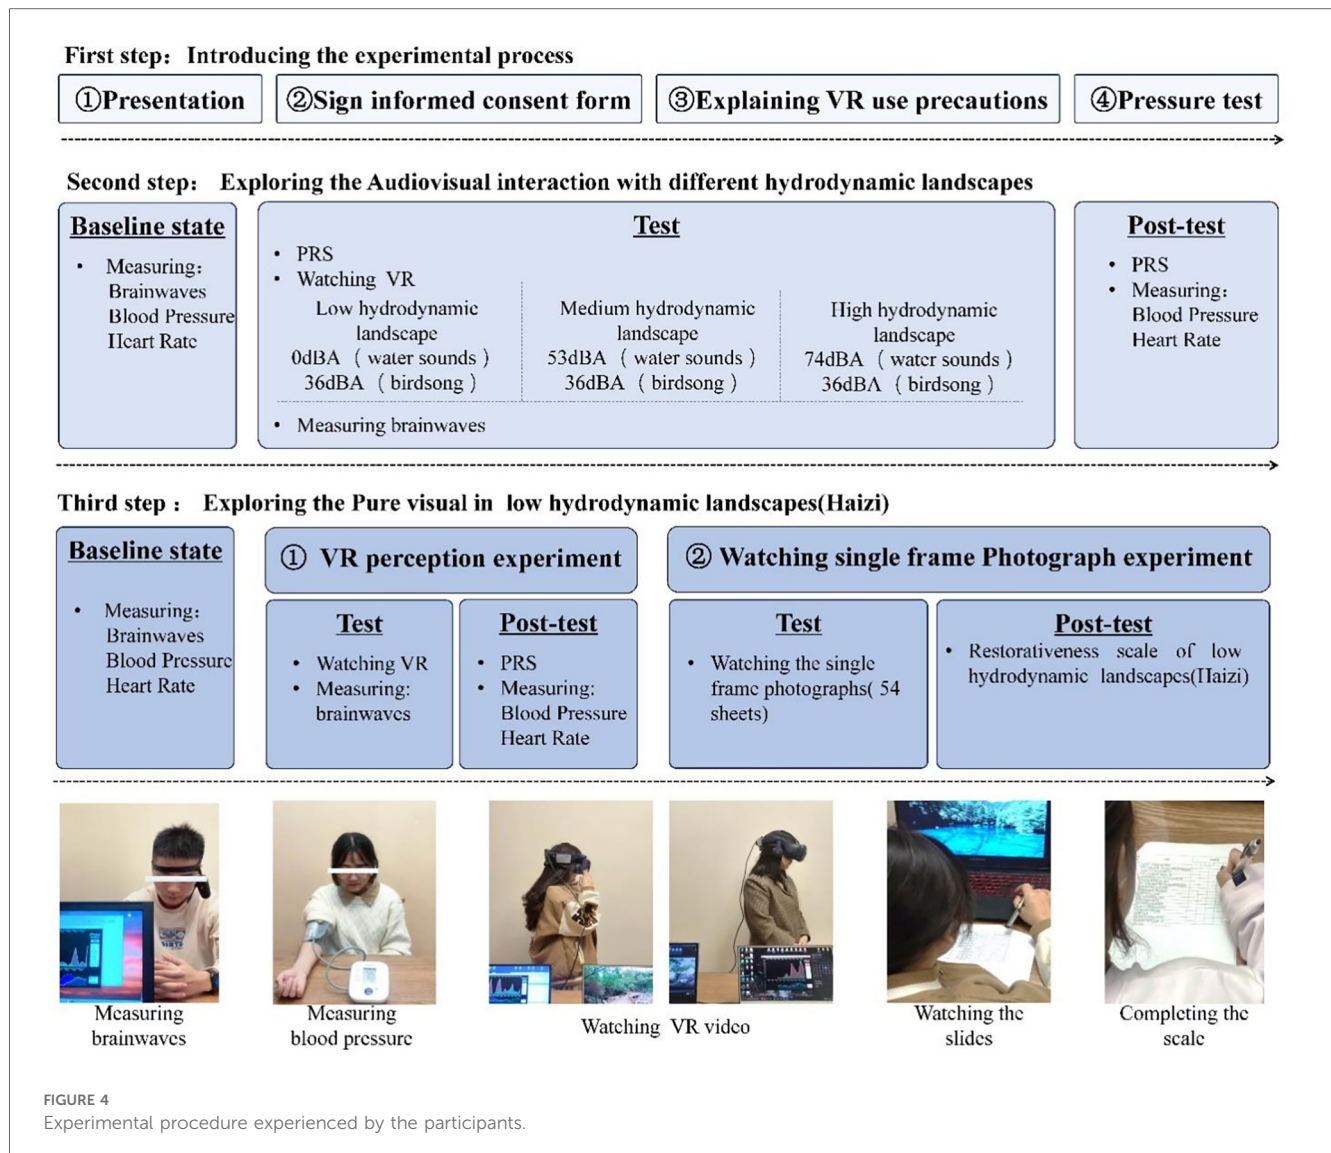 First step: Introducing the experimental process
①Presentation
②Sign informed consent form
③Explaining VR use precautions
④Pressure test
Second step: Exploring the Audiovisual interaction with different hydrodynamic landscapes
Baseline state
• Measuring:
Brainwaves
Blood Pressure
Heart Rate
Test
• PRS
• Watching VR
Low hydrodynamic
landscape
0dBA ( water sounds )
36dBA ( birdsong )
Medium hydrodynamic
landscape
53dBA ( water sounds )
36dBA ( birdsong )
High hydrodynamic
landscape
74dBA ( water sounds )
36dBA ( birdsong )
• Measuring brainwaves
Post-test
• PRS
• Measuring:
Blood Pressure
Heart Rate
Third step : Exploring the Pure visual in low hydrodynamic landscapes(Haizi)
Baseline state
• Measuring:
Brainwaves
Blood Pressure
Heart Rate
① VR perception experiment
Test
• Watching VR
• Measuring:
brainwaves
Post-test
• PRS
• Measuring:
Blood Pressure
Heart Rate
② Watching single frame Photograph experiment
Test
• Watching the single
frame photographs( 54
sheets)
Post-test
• Restorativeness scale of low
hydrodynamic landscapes(Haizi)
Measuring
brainwaves
Measuring
blood pressure
Watching VR video
Watching the
slides
Completing the
scale
FIGURE 4
Experimental procedure experienced by the participants.